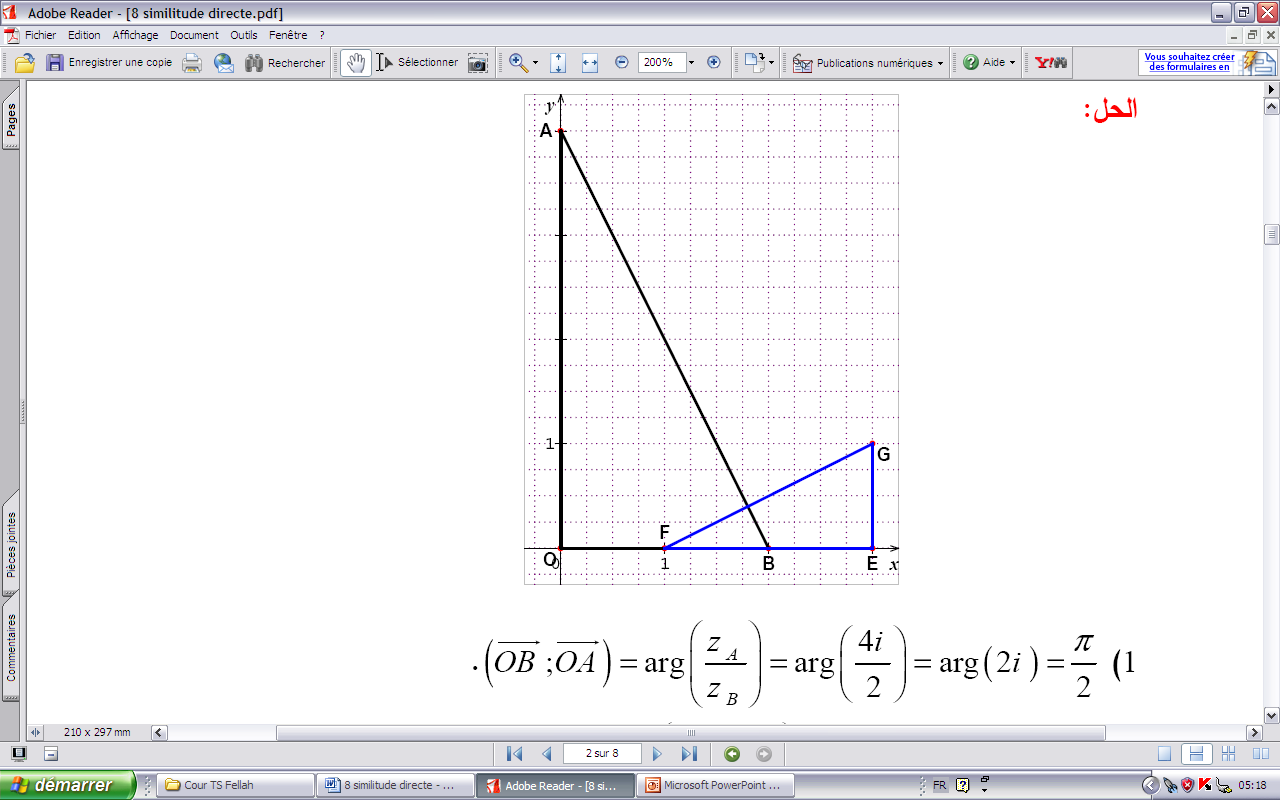 Adobe Reader - [8 similitude directe.pdf]
Fichier Edition Affichage Document Outils Fenêtre ?
Enregistrer une copie Rechercher Sélectionner 200% Publications numériques Aide Y! Vous souhaitez créer
des formulaires en
Pages
Pièces jointes
Commentaires
الحل:
y
A
1
G
F
O 0 1 B E x
(1 (OB ;OA) = arg(z_A/z_B) = arg(4i/2) = arg(2i) = π/2 .
210 x 297 mm
2 sur 8
démarrer Cour TS Fellah 8 similitude directe - ... Adobe Reader - [8 si... Microsoft PowerPoint ... FR 05:18